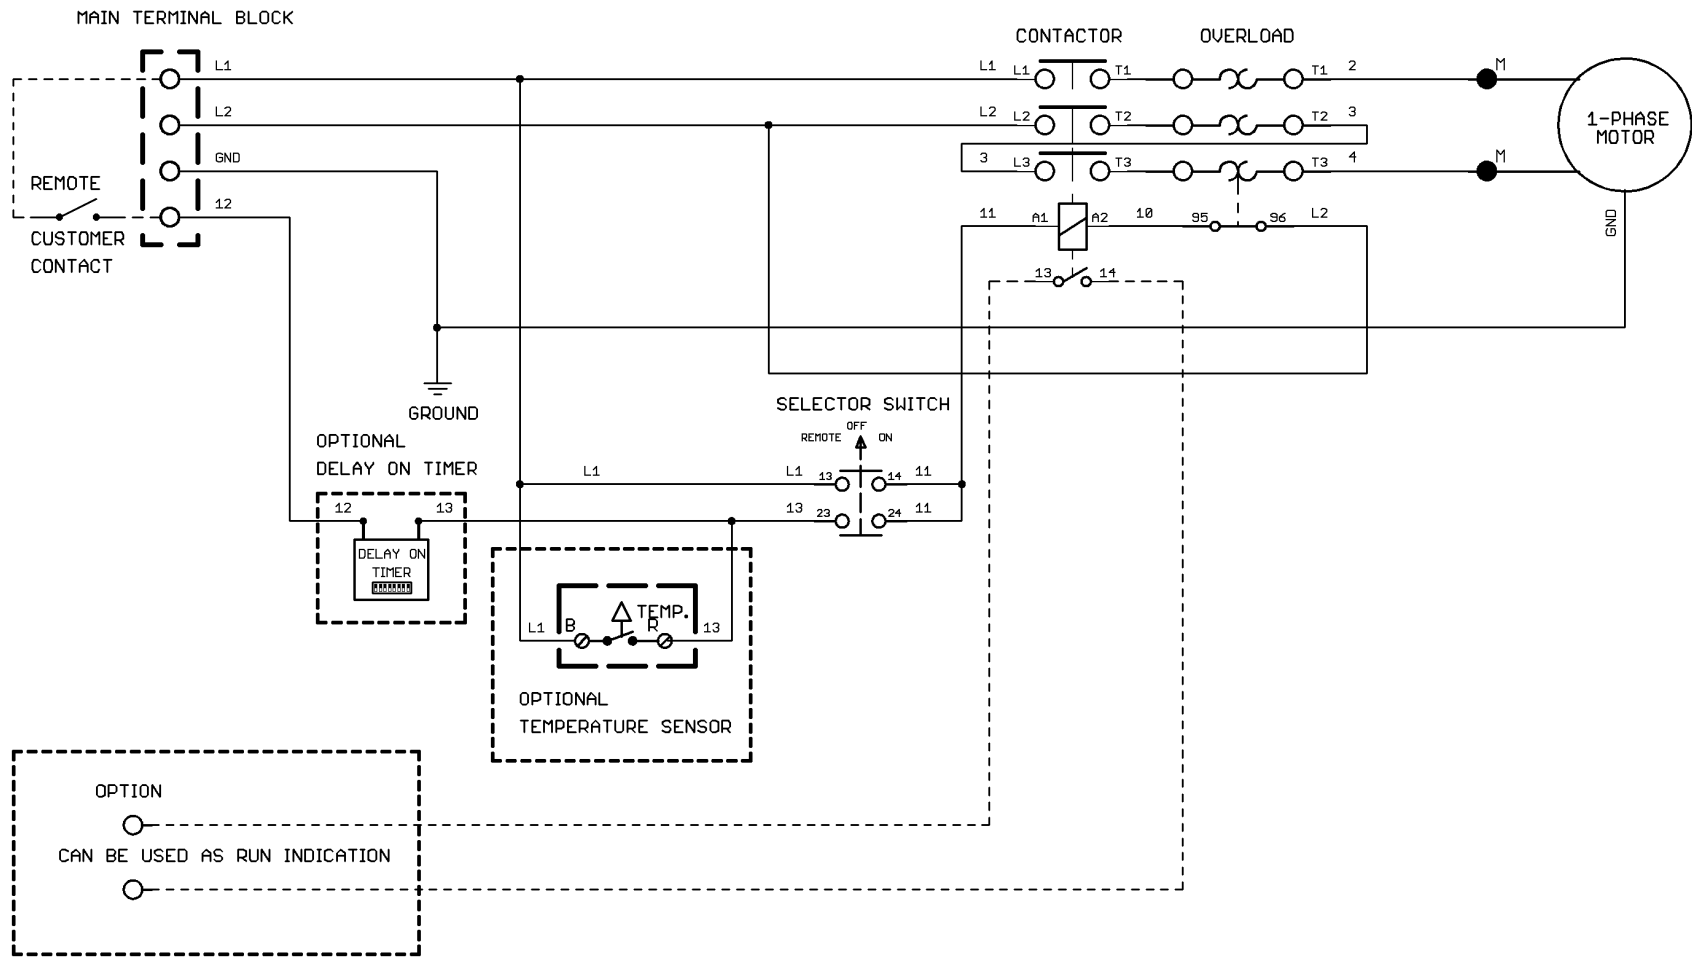 MAIN TERMINAL BLOCK
CONTACTOR
OVERLOAD
L1
L1 L1 T1 T1 2 M
L2
L2 L2 T2 T2 3
1-PHASE
MOTOR
GND
3 L3 T3 T3 4 M
REMOTE
12
CUSTOMER
CONTACT
11 A1 A2 10 95 96 L2
GND
13 14
GROUND
SELECTOR SWITCH
OFF
REMOTE ON
OPTIONAL
DELAY ON TIMER
L1 L1 13 14 11
12 13
13 23 24 11
DELAY ON
TIMER
TEMP.
L1 B R 13
OPTIONAL
TEMPERATURE SENSOR
OPTION
CAN BE USED AS RUN INDICATION